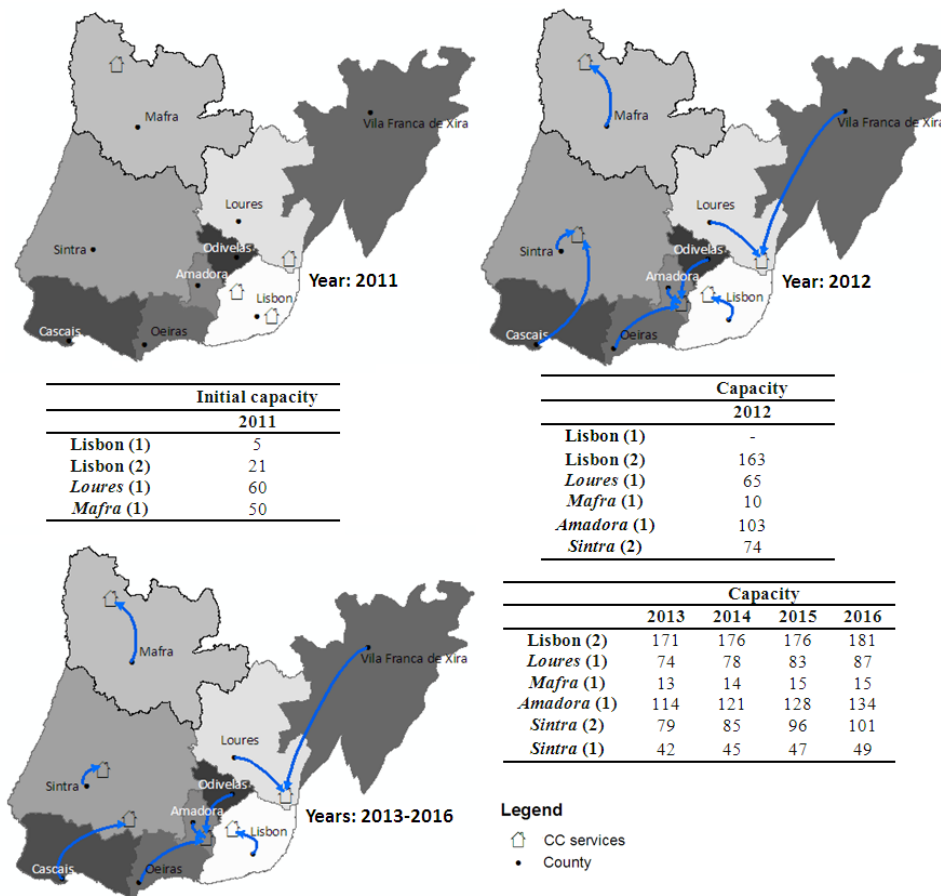 Mafra
Vila Franca de Xira
Loures
Sintra
Odivelas
Amadora
Year: 2011
Lisbon
Cascais
Oeiras
Mafra
Vila Franca de Xira
Loures
Sintra
Odivelas
Amadora
Year: 2012
Lisbon
Cascais
Oeiras
Initial capacity
2011
Lisbon (1) 5
Lisbon (2) 21
Loures (1) 60
Mafra (1) 50
Capacity
2012
Lisbon (1) -
Lisbon (2) 163
Loures (1) 65
Mafra (1) 10
Amadora (1) 103
Sintra (2) 74
Mafra
Vila Franca de Xira
Loures
Sintra
Odivelas
Amadora
Years: 2013-2016
Lisbon
Cascais
Oeiras
Capacity
2013 2014 2015 2016
Lisbon (2) 171 176 176 181
Loures (1) 74 78 83 87
Mafra (1) 13 14 15 15
Amadora (1) 114 121 128 134
Sintra (2) 79 85 96 101
Sintra (1) 42 45 47 49
Legend
CC services
County